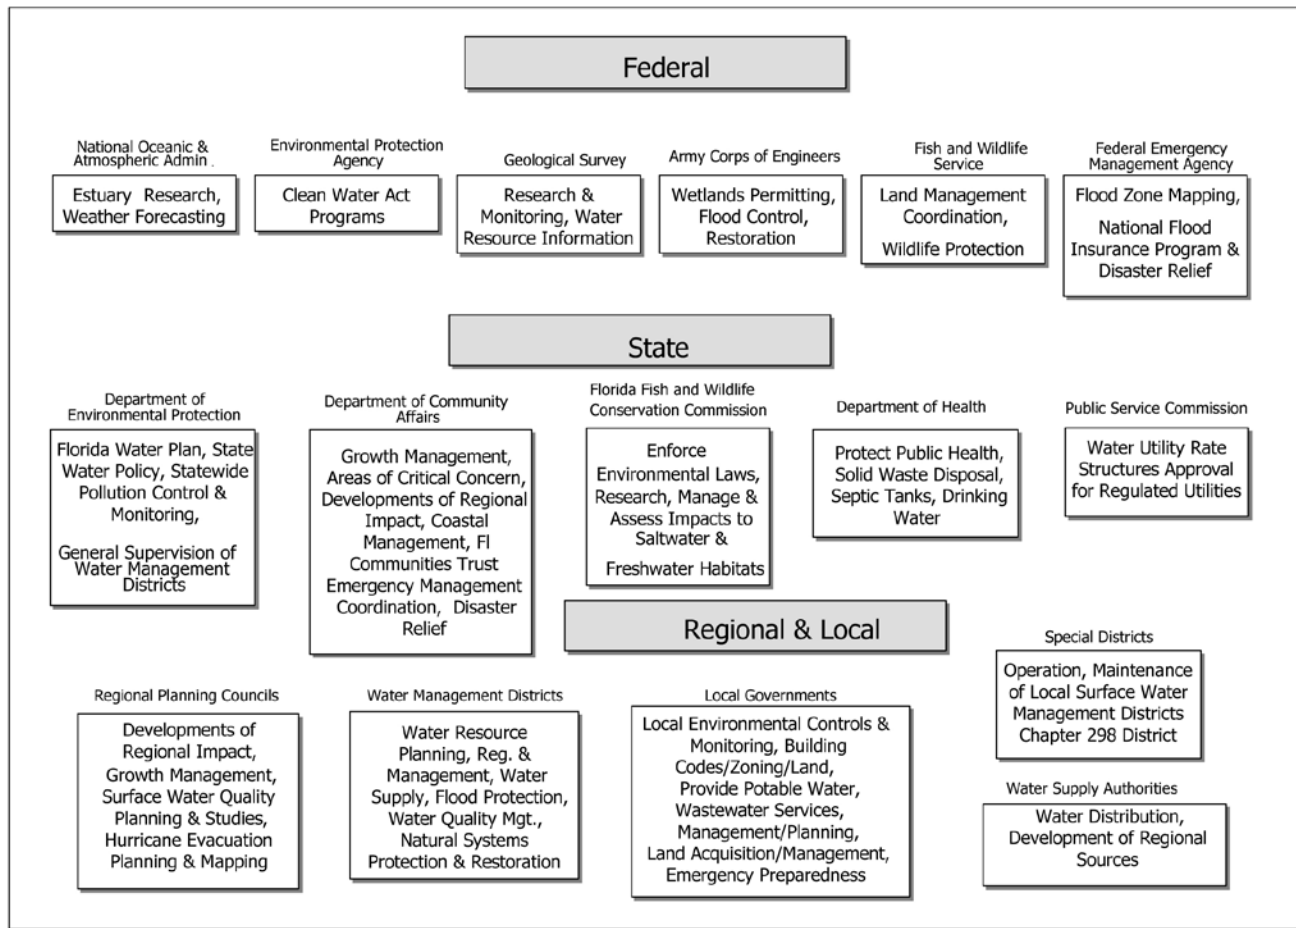 Federal
National Oceanic &
Atmospheric Admin .
Estuary Research,
Weather Forecasting
Environmental Protection
Agency
Clean Water Act
Programs
Geological Survey
Research &
Monitoring, Water
Resource Information
Army Corps of Engineers
Wetlands Permitting,
Flood Control,
Restoration
Fish and Wildlife
Service
Land Management
Coordination,
Wildlife Protection
Federal Emergency
Management Agency
Flood Zone Mapping,
National Flood
Insurance Program &
Disaster Relief
State
Department of
Environmental Protection
Florida Water Plan, State
Water Policy, Statewide
Pollution Control &
Monitoring,
General Supervision of
Water Management
Districts
Department of Community
Affairs
Growth Management,
Areas of Critical Concern,
Developments of Regional
Impact, Coastal
Management, Fl
Communities Trust
Emergency Management
Coordination, Disaster
Relief
Florida Fish and Wildlife
Conservation Commission
Enforce
Environmental Laws,
Research, Manage &
Assess Impacts to
Saltwater &
Freshwater Habitats
Department of Health
Protect Public Health,
Solid Waste Disposal,
Septic Tanks, Drinking
Water
Public Service Commission
Water Utility Rate
Structures Approval
for Regulated Utilities
Regional & Local
Regional Planning Councils
Developments of
Regional Impact,
Growth Management,
Surface Water Quality
Planning & Studies,
Hurricane Evacuation
Planning & Mapping
Water Management Districts
Water Resource
Planning, Reg. &
Management, Water
Supply, Flood Protection,
Water Quality Mgt.,
Natural Systems
Protection & Restoration
Local Governments
Local Environmental Controls &
Monitoring, Building
Codes/Zoning/Land,
Provide Potable Water,
Wastewater Services,
Management/Planning,
Land Acquisition/Management,
Emergency Preparedness
Special Districts
Operation, Maintenance
of Local Surface Water
Management Districts
Chapter 298 District
Water Supply Authorities
Water Distribution,
Development of Regional
Sources